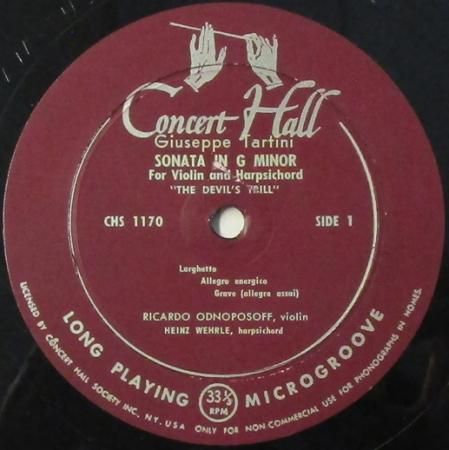 Concert Hall
Giuseppe Tartini
SONATA IN G MINOR
For Violin and Harpsichord
"THE DEVIL'S TRILL"
CHS 1170
SIDE 1
Larghetto
Allegro energico
Grave (allegro assai)
RICARDO ODNOPOSOFF, violin
HEINZ WEHRLE, harpsichord
LONG PLAYING
33⅓
RPM
MICROGROOVE
LICENSED BY CONCERT HALL SOCIETY INC. NY. USA ONLY FOR NON-COMMERCIAL USE FOR PHONOGRAPHS IN HOMES.